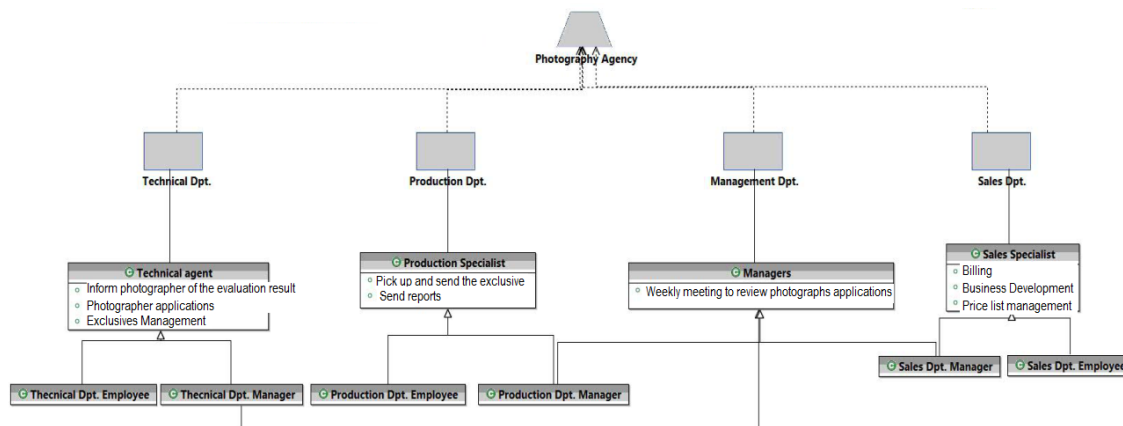 Photography Agency
Technical Dpt.
Production Dpt.
Management Dpt.
Sales Dpt.
Technical agent
Inform photographer of the evaluation result
Photographer applications
Exclusives Management
Production Specialist
Pick up and send the exclusive
Send reports
Managers
Weekly meeting to review photographs applications
Sales Specialist
Billing
Business Development
Price list management
Thecnical Dpt. Employee
Thecnical Dpt. Manager
Production Dpt. Employee
Production Dpt. Manager
Sales Dpt. Manager
Sales Dpt. Employee